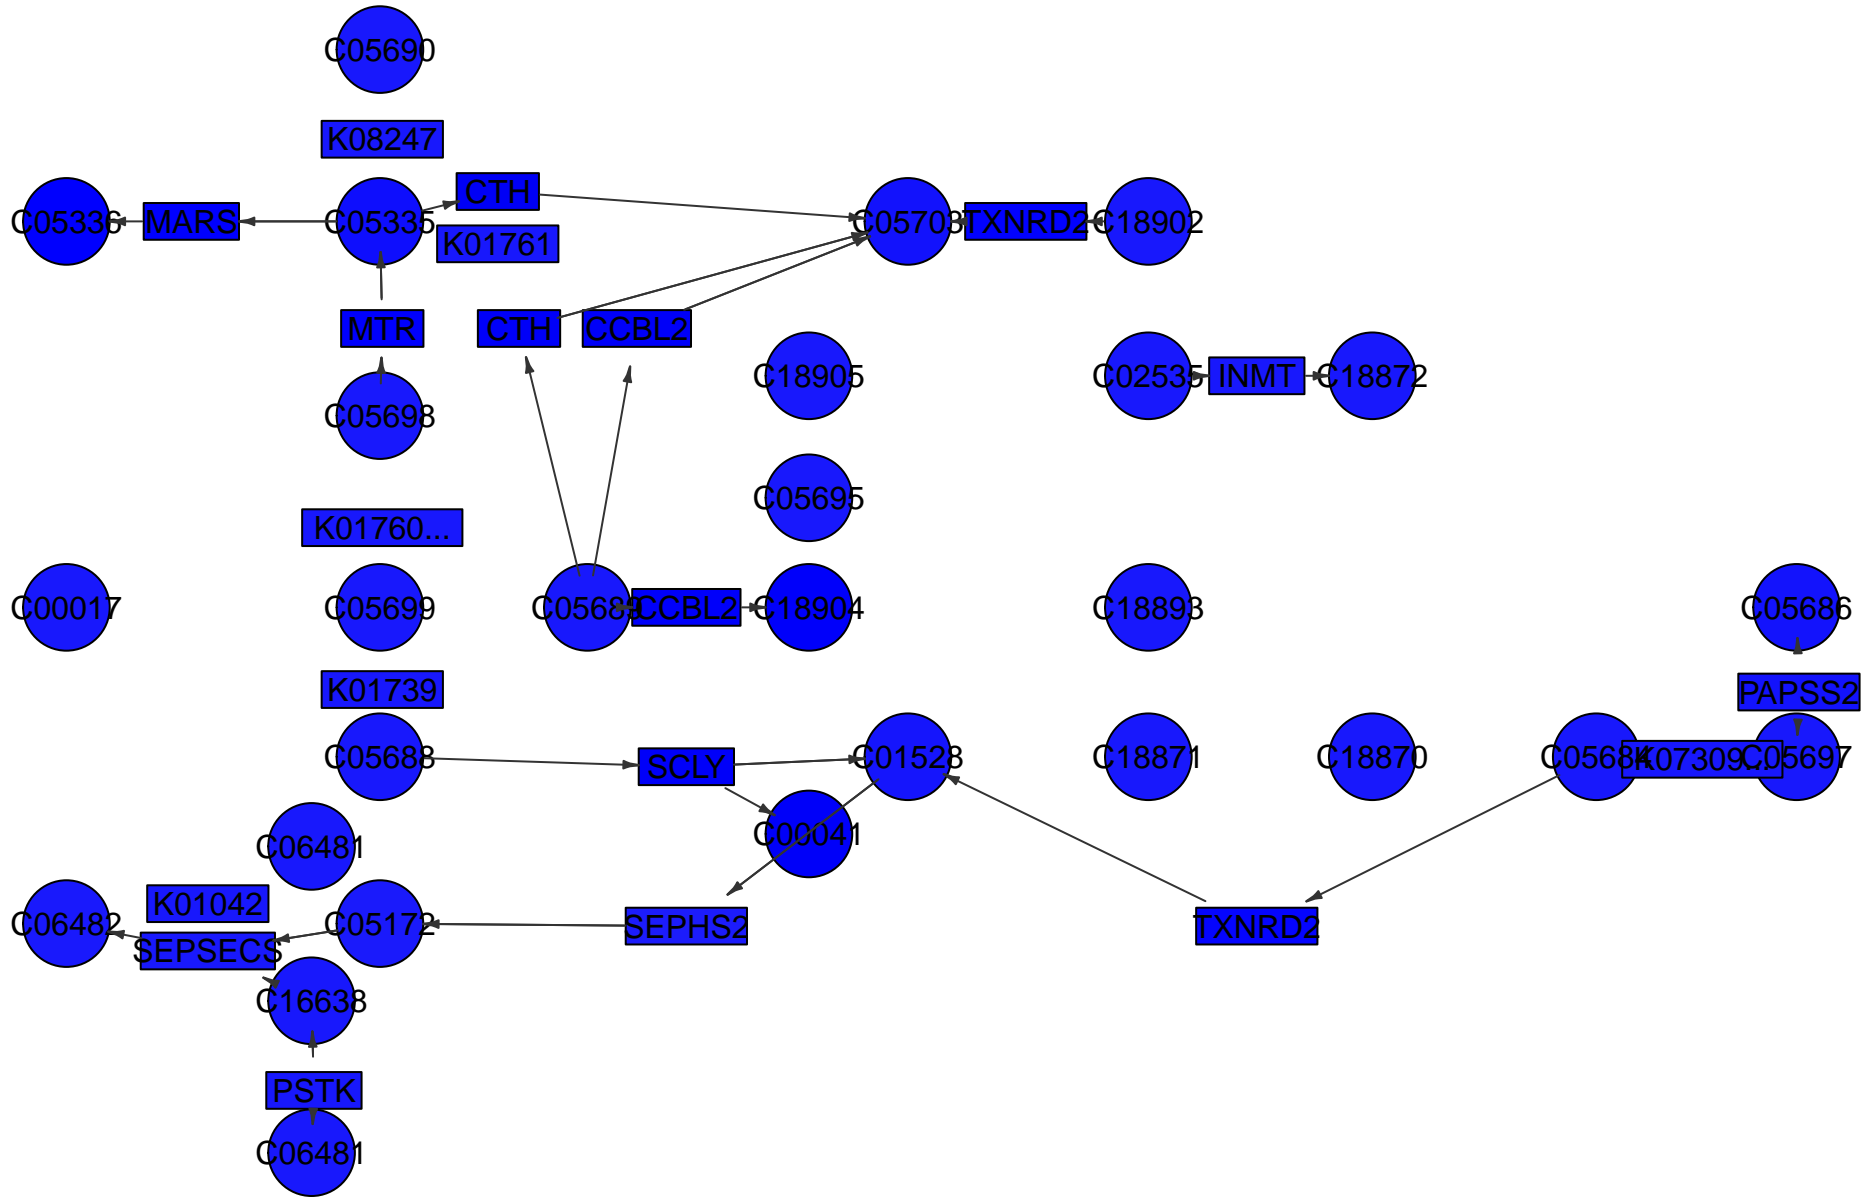 C05690
K08247
CTH
C05336
MARS
C05335
C05703
TXNRD2
C18902
K01761
MTR
CTH
CCBL2
C18905
C02535
INMT
C18872
C05698
C05695
K01760...
C00017
C05699
C05689
CCBL2
C18904
C18893
C05686
K01739
PAPSS2
C05688
SCLY
C01528
C18871
C18870
C05684
K07309...
C05697
C00041
C06481
K01042
C06482
C05172
SEPHS2
TXNRD2
SEPSECS
C16638
PSTK
C06481